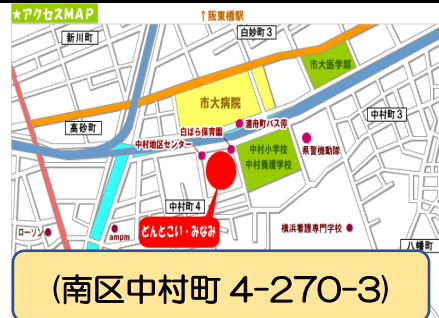 ★アクセスMAP
↑阪東橋駅
新川町
白妙町3
市大医学部
市大病院
中村町3
高砂町
白ばら保育園
浦舟町バス停
中村地区センター
中村小学校
中村養護学校
県警機動隊
中村町4
どんとこい・みなみ
ローソン
ampm
横浜看護専門学校
八幡町
(南区中村町 4-270-3)